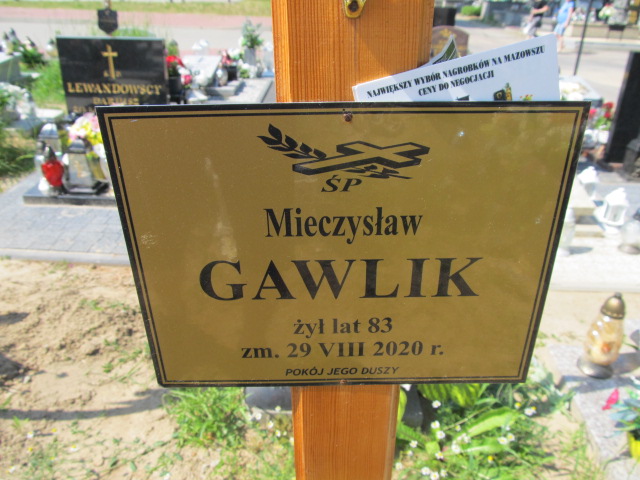 NAJWIĘKSZY WYBÓR NAGROBKÓW NA MAZOWSZU
CENY DO NEGOCJACJI
LEWANDOWSCY
ŚP
Mieczysław
GAWLIK
żył lat 83
zm. 29 VIII 2020 r.
POKÓJ JEGO DUSZY